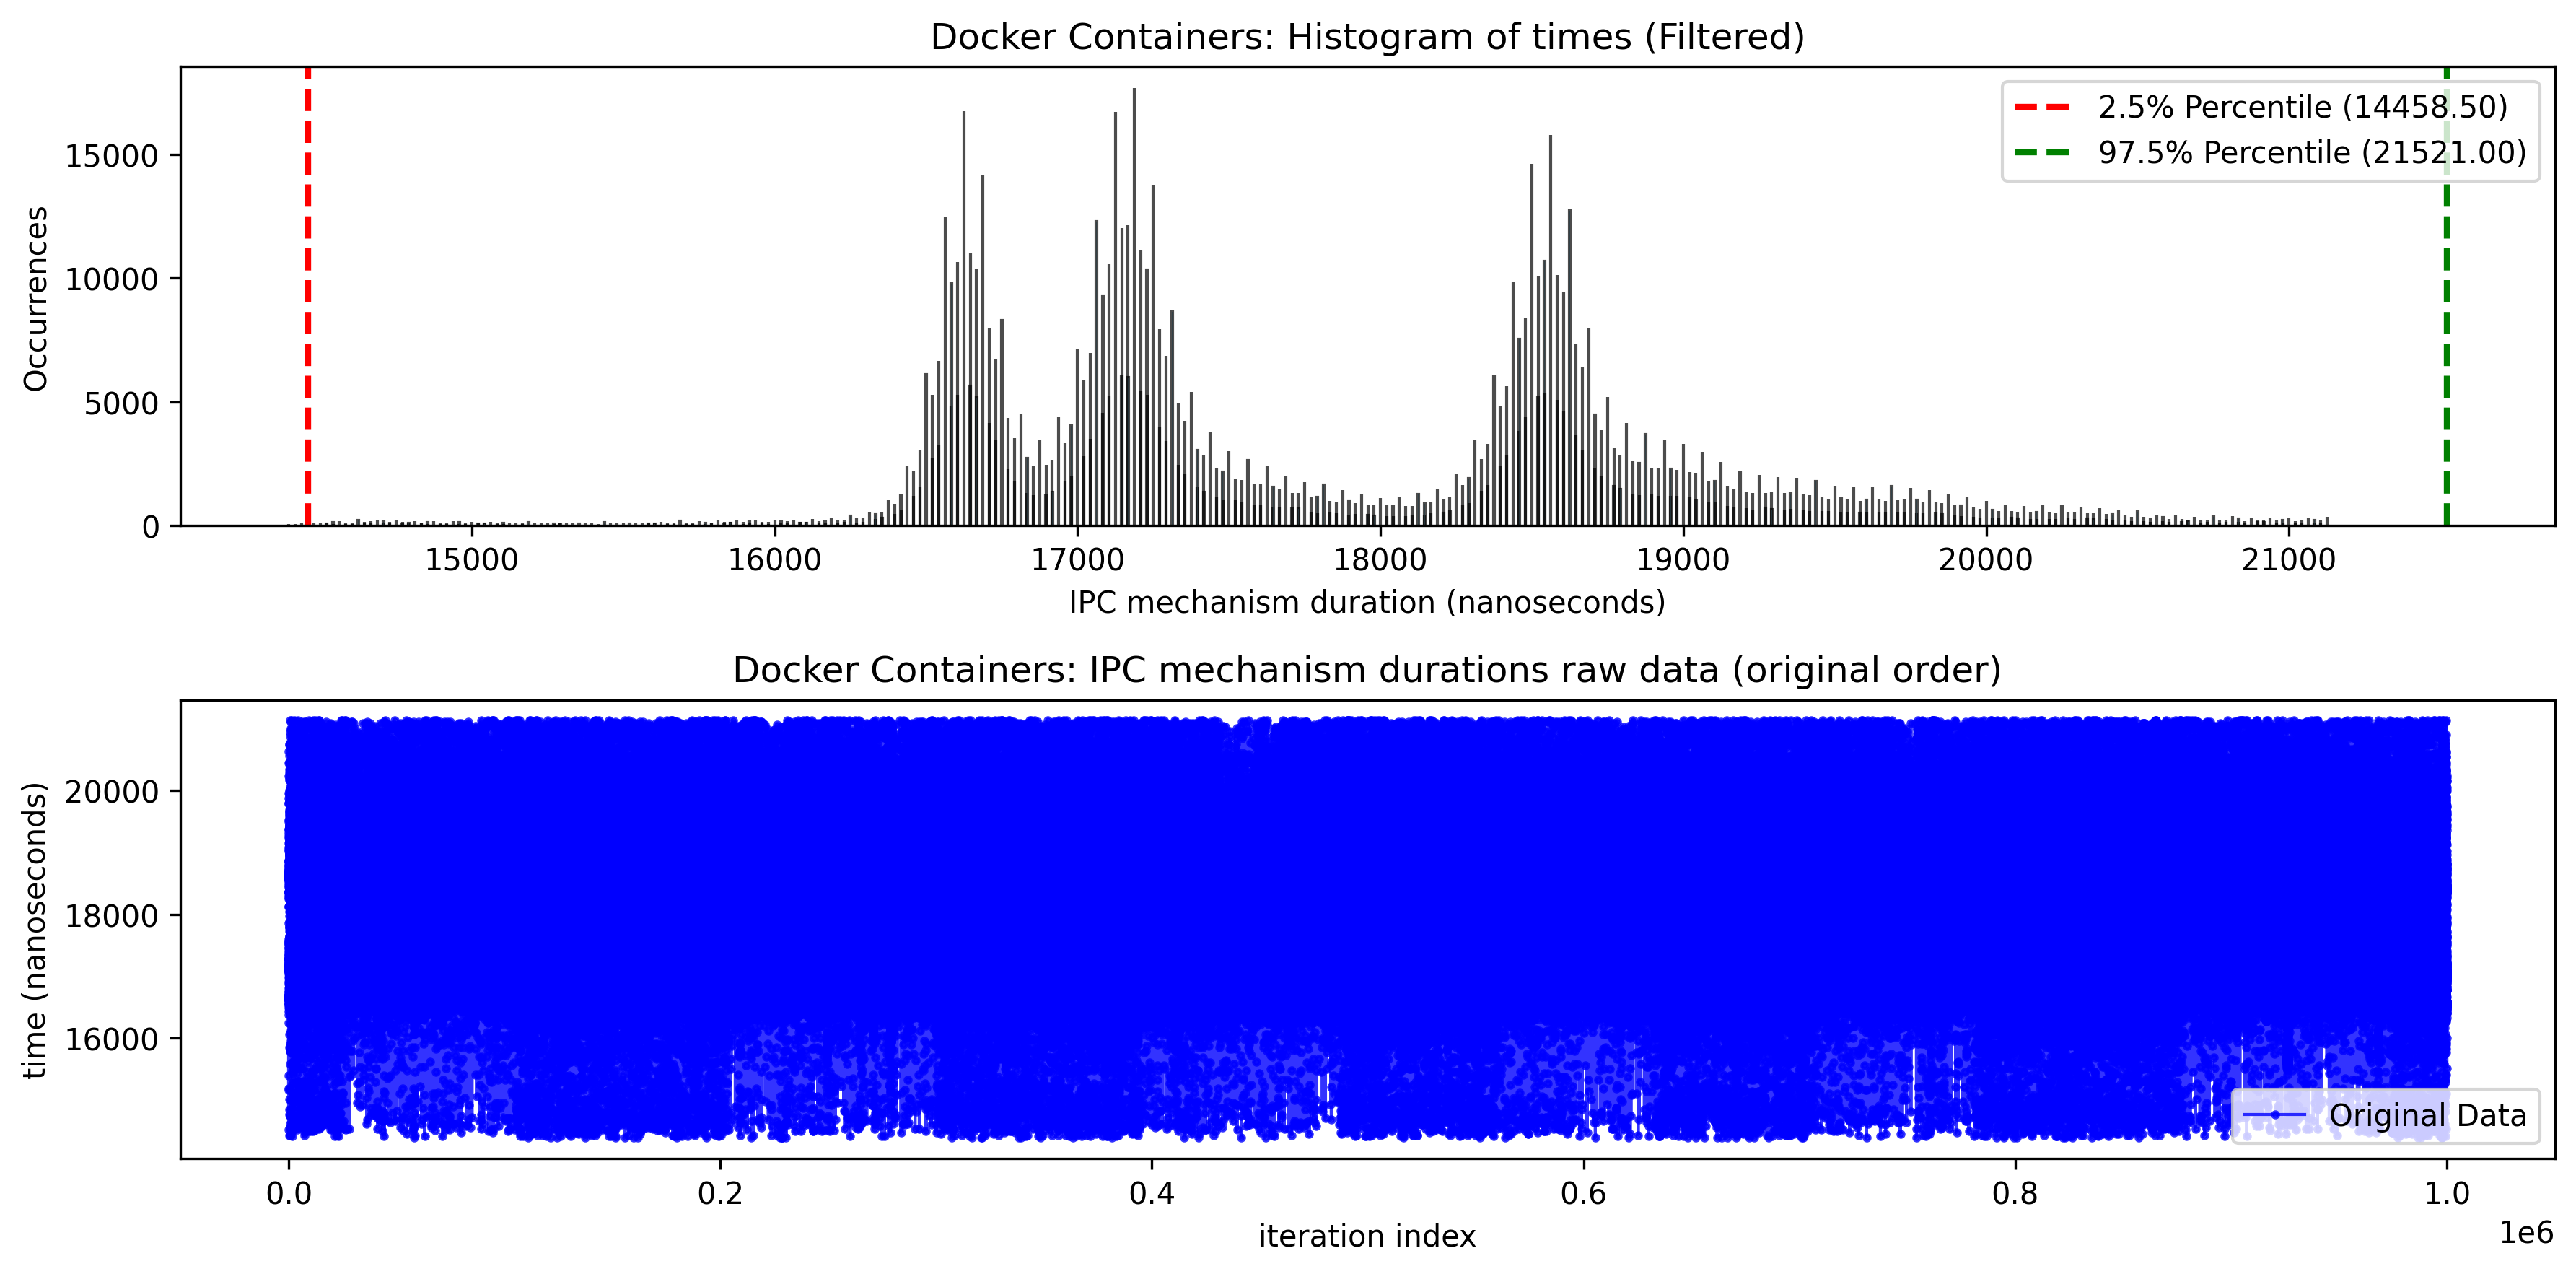 Docker Containers: Histogram of times (Filtered)
2.5% Percentile (14458.50)
97.5% Percentile (21521.00)
Occurrences
15000
10000
5000
0
15000 16000 17000 18000 19000 20000 21000
IPC mechanism duration (nanoseconds)
Docker Containers: IPC mechanism durations raw data (original order)
time (nanoseconds)
20000
18000
16000
Original Data
0.0 0.2 0.4 0.6 0.8 1.0
1e6
iteration index